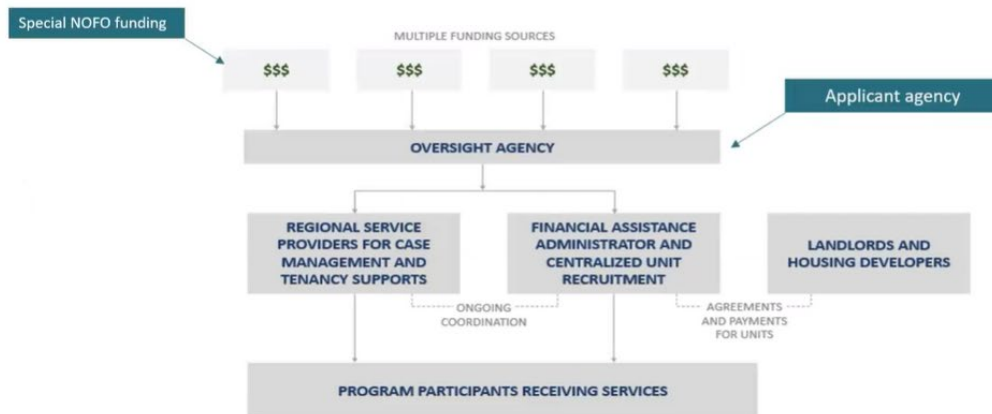 Special NOFO funding
MULTIPLE FUNDING SOURCES
$$$
$$$
$$$
$$$
Applicant agency
OVERSIGHT AGENCY
REGIONAL SERVICE
PROVIDERS FOR CASE
MANAGEMENT AND
TENANCY SUPPORTS
FINANCIAL ASSISTANCE
ADMINISTRATOR AND
CENTRALIZED UNIT
RECRUITMENT
LANDLORDS AND
HOUSING DEVELOPERS
ONGOING
COORDINATION
AGREEMENTS
AND PAYMENTS
FOR UNITS
PROGRAM PARTICIPANTS RECEIVING SERVICES